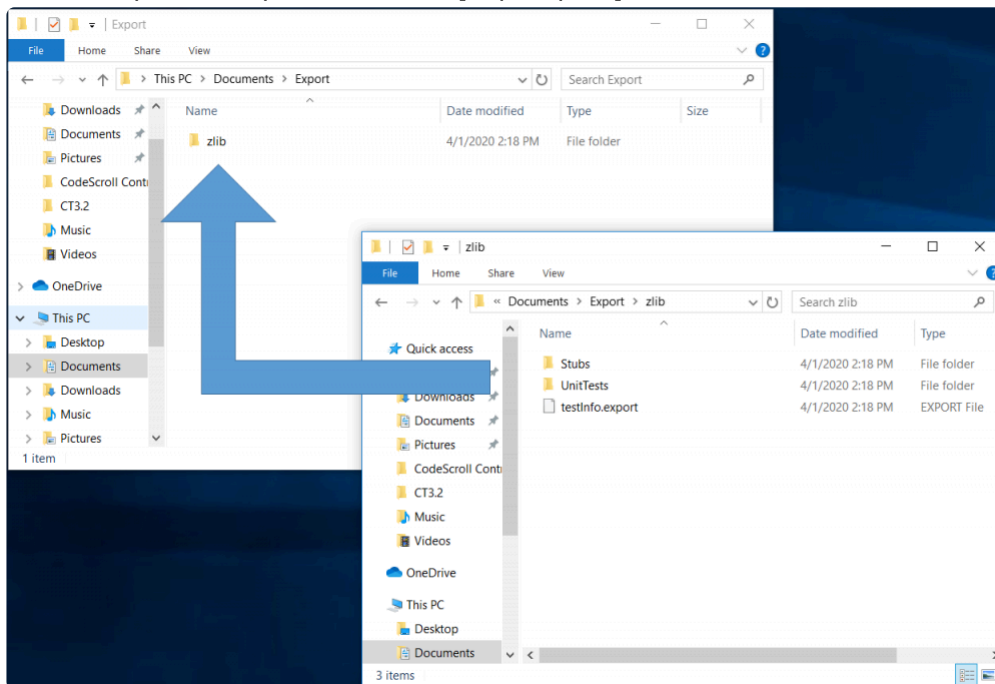 Export
File Home Share View
This PC > Documents > Export
Search Export
Name Date modified Type Size
zlib 4/1/2020 2:18 PM File folder
Downloads
Documents
Pictures
CodeScroll Conti
CT3.2
Music
Videos
OneDrive
This PC
Desktop
Documents
Downloads
Music
Pictures
1 item
zlib
File Home Share View
« Documents > Export > zlib
Search zlib
Name Date modified Type
Stubs 4/1/2020 2:18 PM File folder
UnitTests 4/1/2020 2:18 PM File folder
testInfo.export 4/1/2020 2:18 PM EXPORT File
Quick access
Downloads
Documents
Pictures
CodeScroll Conti
CT3.2
Music
Videos
OneDrive
This PC
Desktop
Documents
3 items